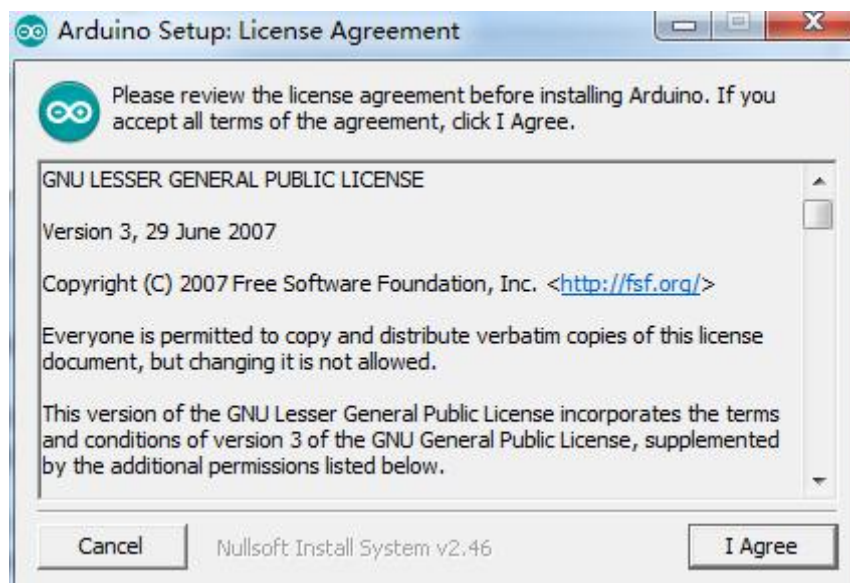 Arduino Setup: License Agreement
Please review the license agreement before installing Arduino. If you
accept all terms of the agreement, click I Agree.
GNU LESSER GENERAL PUBLIC LICENSE
Version 3, 29 June 2007
Copyright (C) 2007 Free Software Foundation, Inc. <http://fsf.org/>
Everyone is permitted to copy and distribute verbatim copies of this license
document, but changing it is not allowed.
This version of the GNU Lesser General Public License incorporates the terms
and conditions of version 3 of the GNU General Public License, supplemented
by the additional permissions listed below.
Cancel
Nullsoft Install System v2.46
I Agree